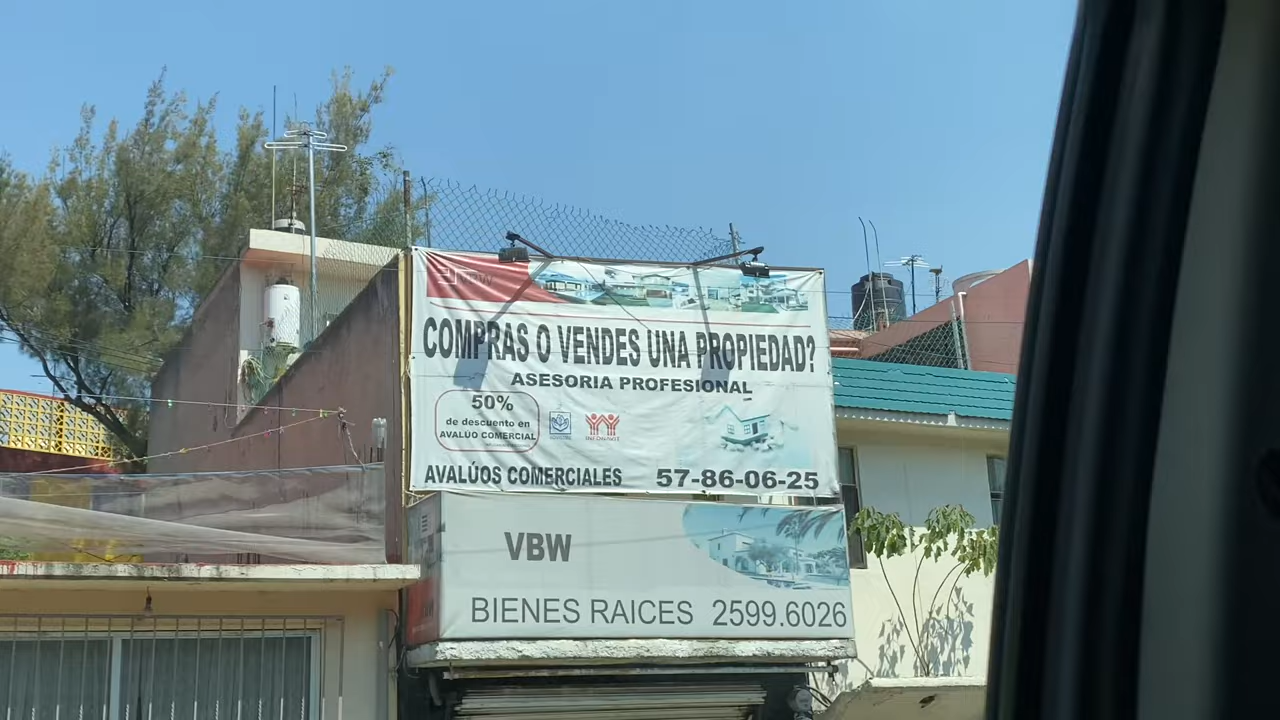 COMPRAS O VENDES UNA PROPIEDAD?
ASESORIA PROFESIONAL
50%
de descuento en
AVALUO COMERCIAL
INFONAVIT
AVALÚOS COMERCIALES 57-86-06-25
VBW
BIENES RAICES 2599.6026